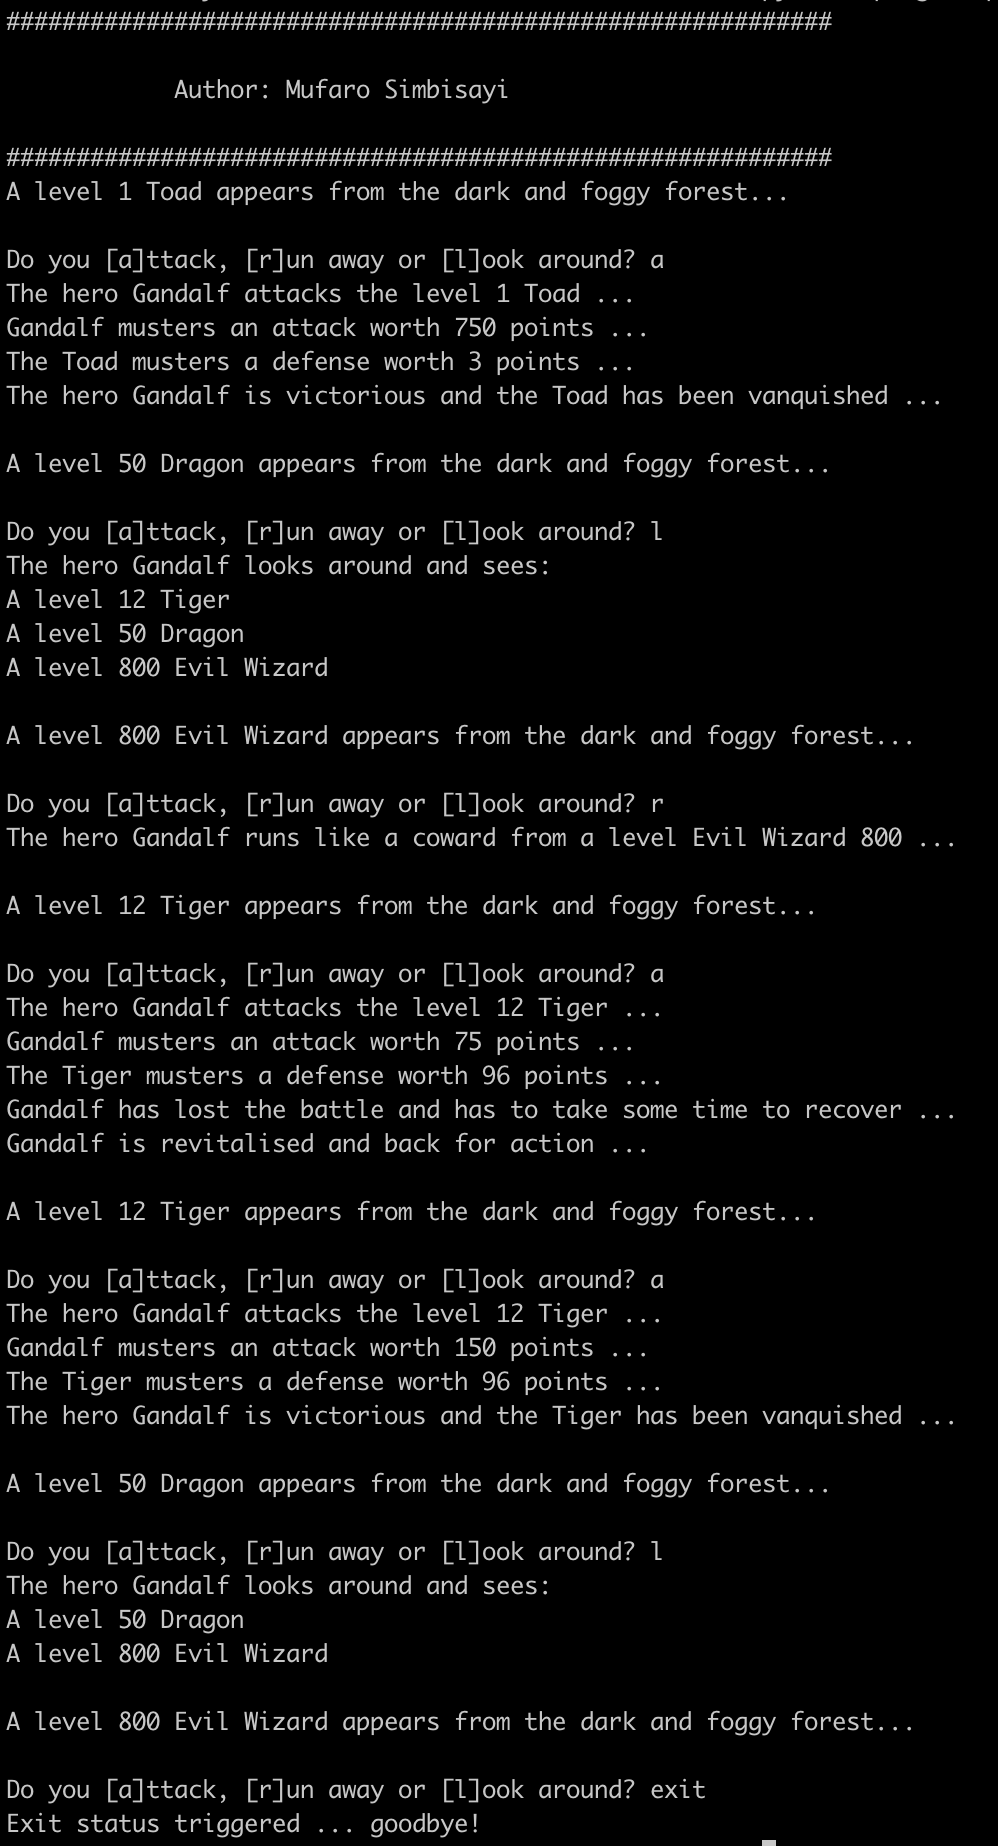 ###########################################################
Author: Mufaro Simbisayi
###########################################################
A level 1 Toad appears from the dark and foggy forest...
Do you [a]ttack, [r]un away or [l]ook around? a
The hero Gandalf attacks the level 1 Toad ...
Gandalf musters an attack worth 750 points ...
The Toad musters a defense worth 3 points ...
The hero Gandalf is victorious and the Toad has been vanquished ...
A level 50 Dragon appears from the dark and foggy forest...
Do you [a]ttack, [r]un away or [l]ook around? l
The hero Gandalf looks around and sees:
A level 12 Tiger
A level 50 Dragon
A level 800 Evil Wizard
A level 800 Evil Wizard appears from the dark and foggy forest...
Do you [a]ttack, [r]un away or [l]ook around? r
The hero Gandalf runs like a coward from a level Evil Wizard 800 ...
A level 12 Tiger appears from the dark and foggy forest...
Do you [a]ttack, [r]un away or [l]ook around? a
The hero Gandalf attacks the level 12 Tiger ...
Gandalf musters an attack worth 75 points ...
The Tiger musters a defense worth 96 points ...
Gandalf has lost the battle and has to take some time to recover ...
Gandalf is revitalised and back for action ...
A level 12 Tiger appears from the dark and foggy forest...
Do you [a]ttack, [r]un away or [l]ook around? a
The hero Gandalf attacks the level 12 Tiger ...
Gandalf musters an attack worth 150 points ...
The Tiger musters a defense worth 96 points ...
The hero Gandalf is victorious and the Tiger has been vanquished ...
A level 50 Dragon appears from the dark and foggy forest...
Do you [a]ttack, [r]un away or [l]ook around? l
The hero Gandalf looks around and sees:
A level 50 Dragon
A level 800 Evil Wizard
A level 800 Evil Wizard appears from the dark and foggy forest...
Do you [a]ttack, [r]un away or [l]ook around? exit
Exit status triggered ... goodbye!